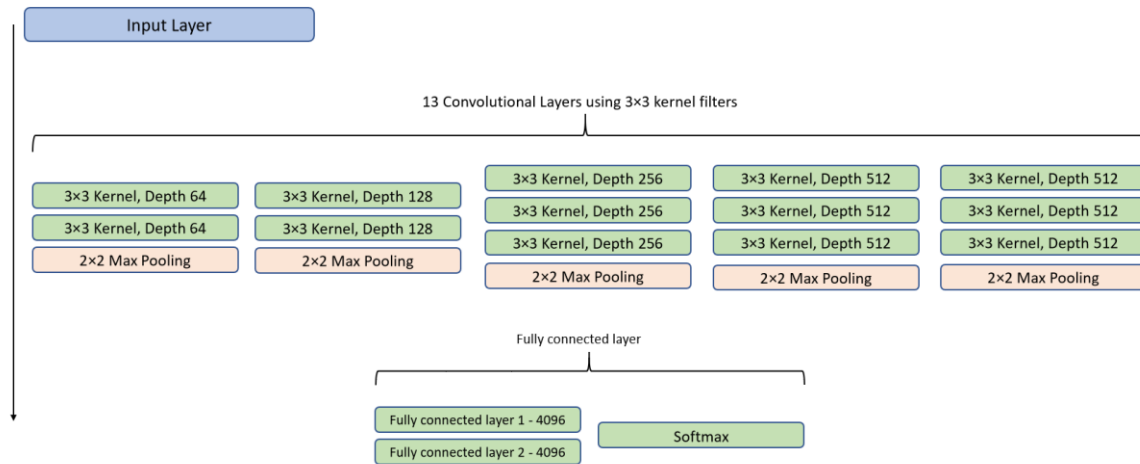 Input Layer
13 Convolutional Layers using 3×3 kernel filters
3×3 Kernel, Depth 64
3×3 Kernel, Depth 64
2×2 Max Pooling
3×3 Kernel, Depth 128
3×3 Kernel, Depth 128
2×2 Max Pooling
3×3 Kernel, Depth 256
3×3 Kernel, Depth 256
3×3 Kernel, Depth 256
2×2 Max Pooling
3×3 Kernel, Depth 512
3×3 Kernel, Depth 512
3×3 Kernel, Depth 512
2×2 Max Pooling
3×3 Kernel, Depth 512
3×3 Kernel, Depth 512
3×3 Kernel, Depth 512
2×2 Max Pooling
Fully connected layer
Fully connected layer 1 - 4096
Fully connected layer 2 - 4096
Softmax